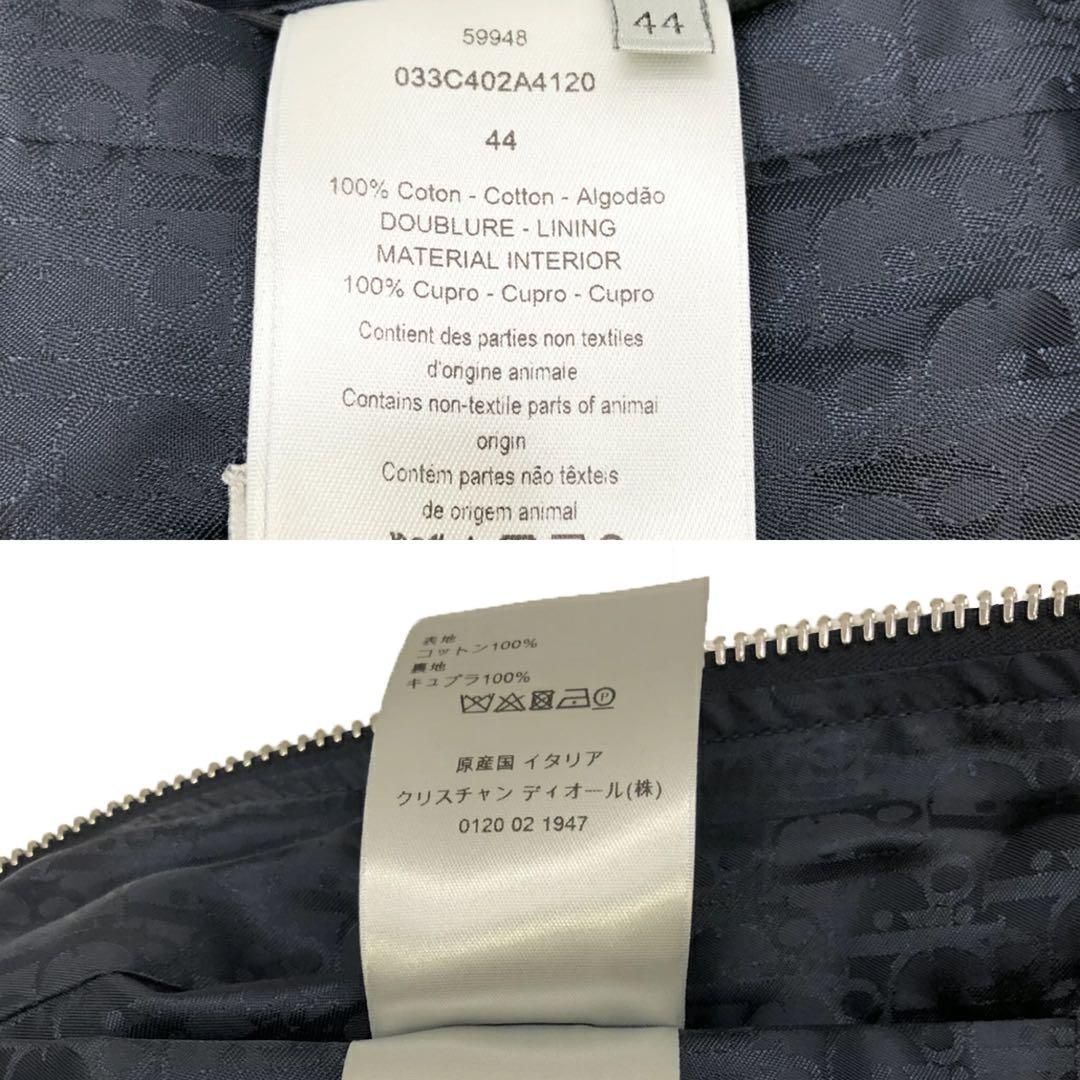 44
59948
033C402A4120
44
100% Coton - Cotton - Algodão
DOUBLURE - LINING
MATERIAL INTERIOR
100% Cupro - Cupro - Cupro
Contient des parties non textiles
d'origine animale
Contains non-textile parts of animal
origin
Contém partes não têxteis
de origem animal
表地
コットン100%
裏地
キュプラ100%
P
原産国 イタリア
クリスチャン ディオール(株)
0120 02 1947